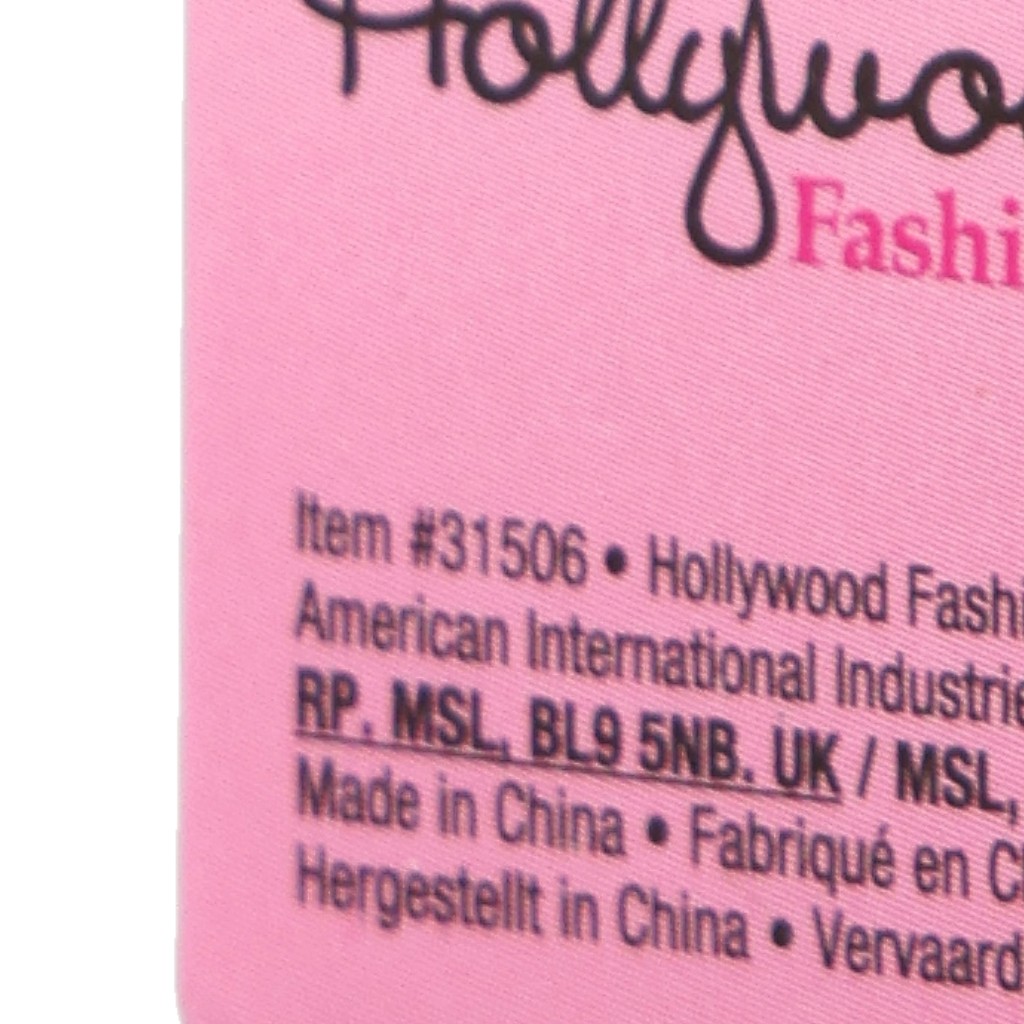 Hollywoo
Fashi
Item #31506 • Hollywood Fashi
American International Industrie
RP. MSL, BL9 5NB. UK / MSL,
Made in China • Fabriqué en C
Hergestellt in China • Vervaard